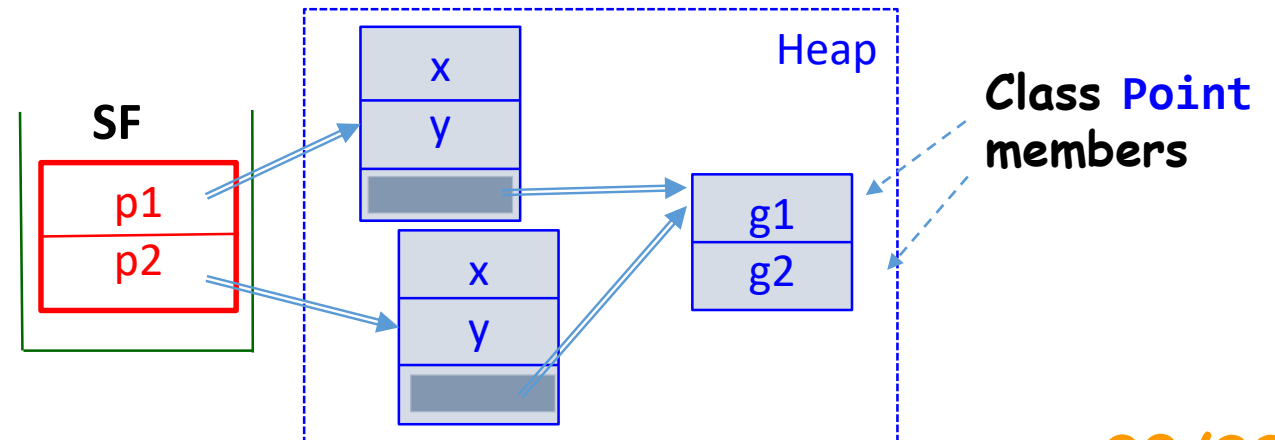 Heap
SF
p1
p2
x
y
x
y
g1
g2
Class Point
members